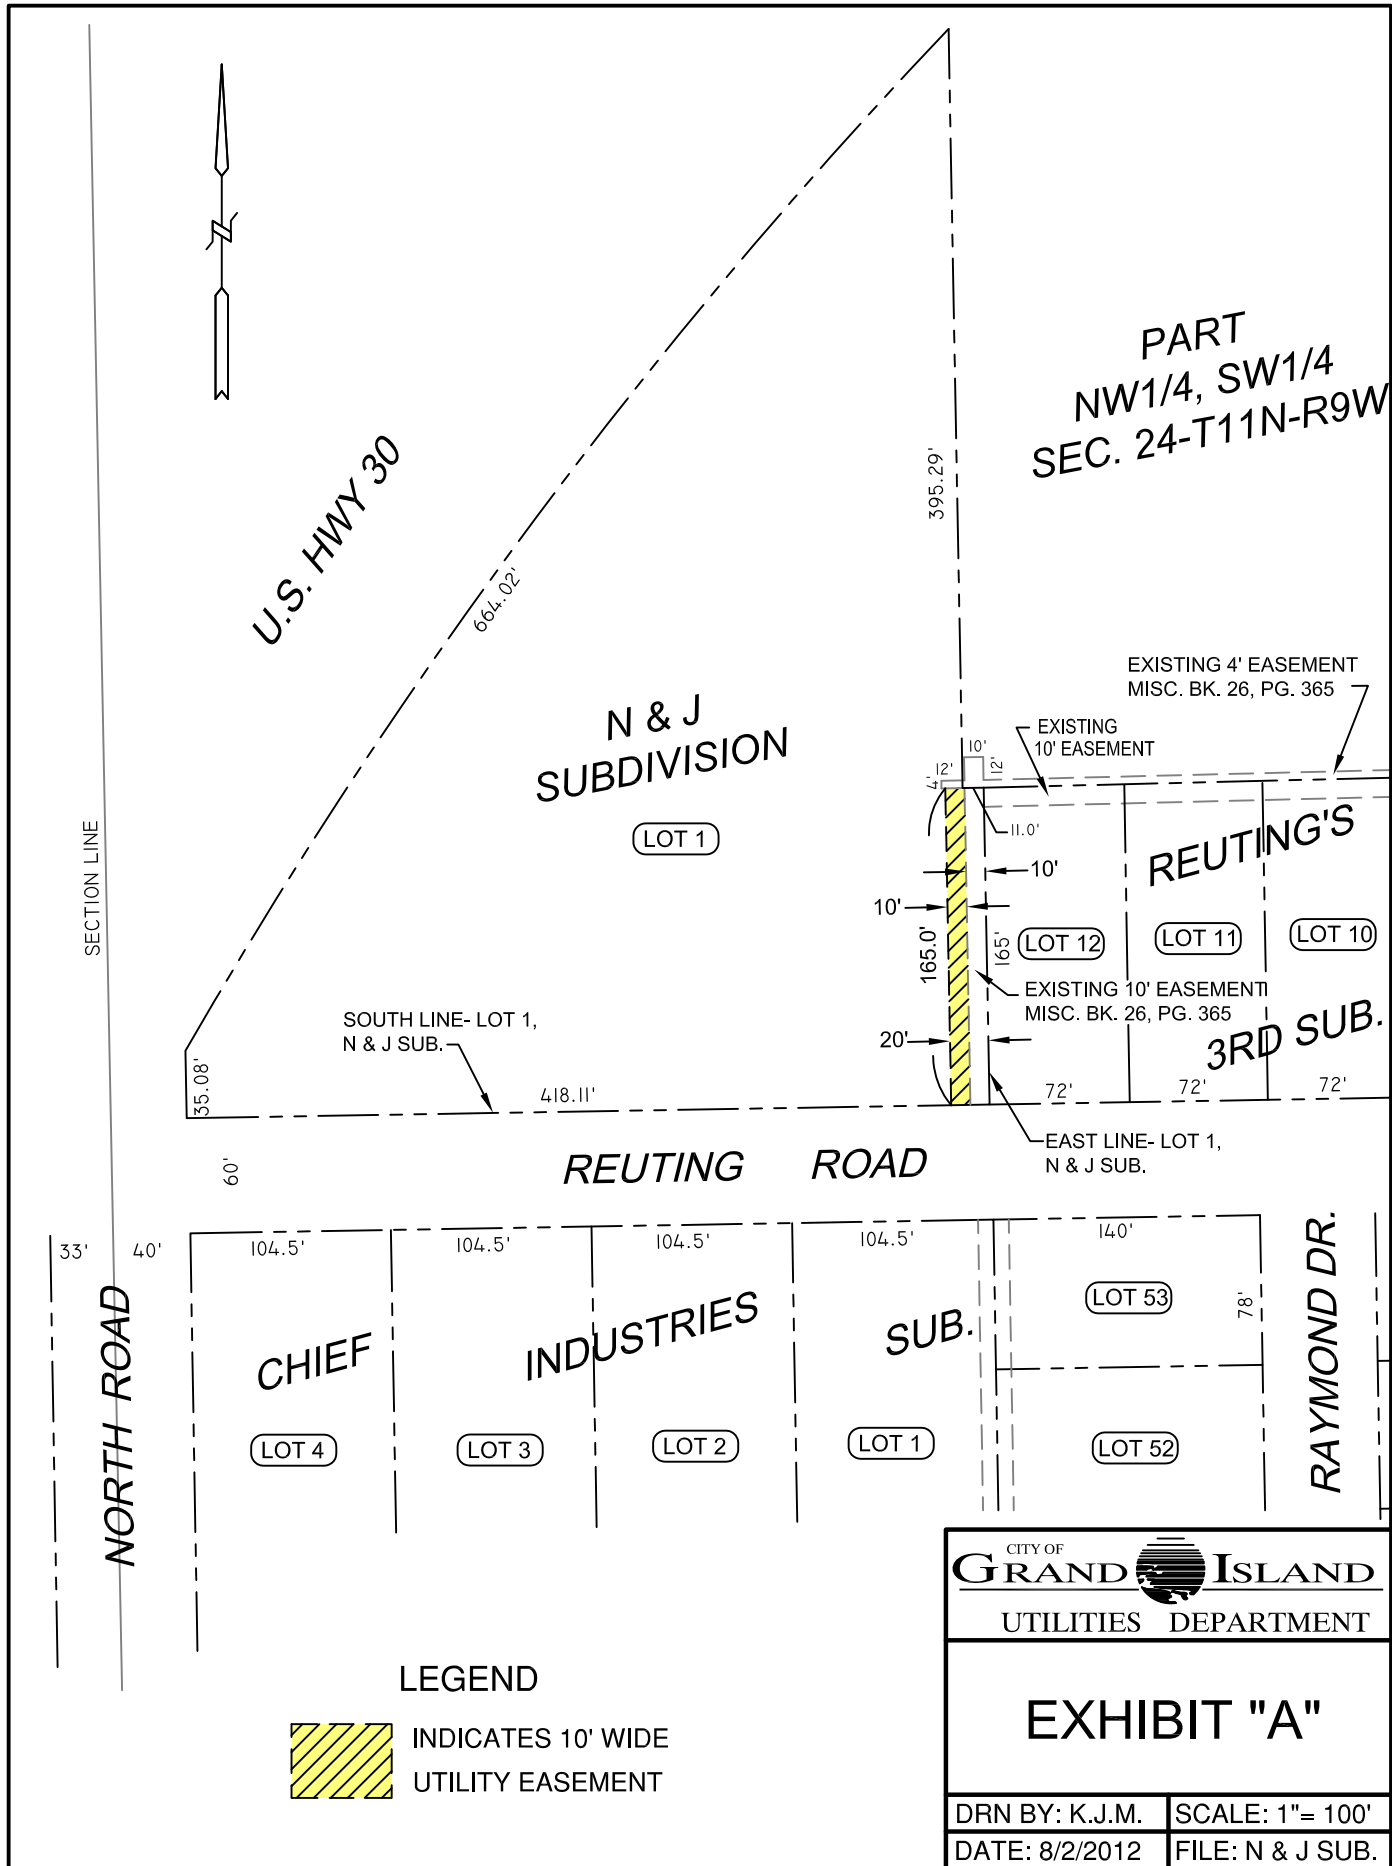 PART
NW1/4, SW1/4
SEC. 24-T11N-R9W
U.S. HWY 30
395.29'
664.02'
EXISTING 4' EASEMENT
MISC. BK. 26, PG. 365
N & J
SUBDIVISION
LOT 1
EXISTING
10' EASEMENT
10'
12'
12'
4'
11.0'
REUTING'S
10'
10'
165.0'
165'
LOT 12
LOT 11
LOT 10
SECTION LINE
EXISTING 10' EASEMENT
MISC. BK. 26, PG. 365
3RD SUB.
SOUTH LINE- LOT 1,
N & J SUB.
20'
35.08'
418.11'
72'
72'
72'
EAST LINE- LOT 1,
N & J SUB.
60'
REUTING ROAD
33'
40'
104.5'
104.5'
104.5'
104.5'
140'
NORTH ROAD
CHIEF INDUSTRIES SUB.
LOT 53
78'
RAYMOND DR.
LOT 4
LOT 3
LOT 2
LOT 1
LOT 52
CITY OF
GRAND ISLAND
UTILITIES DEPARTMENT
LEGEND
INDICATES 10' WIDE
UTILITY EASEMENT
EXHIBIT "A"
DRN BY: K.J.M.
SCALE: 1"= 100'
DATE: 8/2/2012
FILE: N & J SUB.